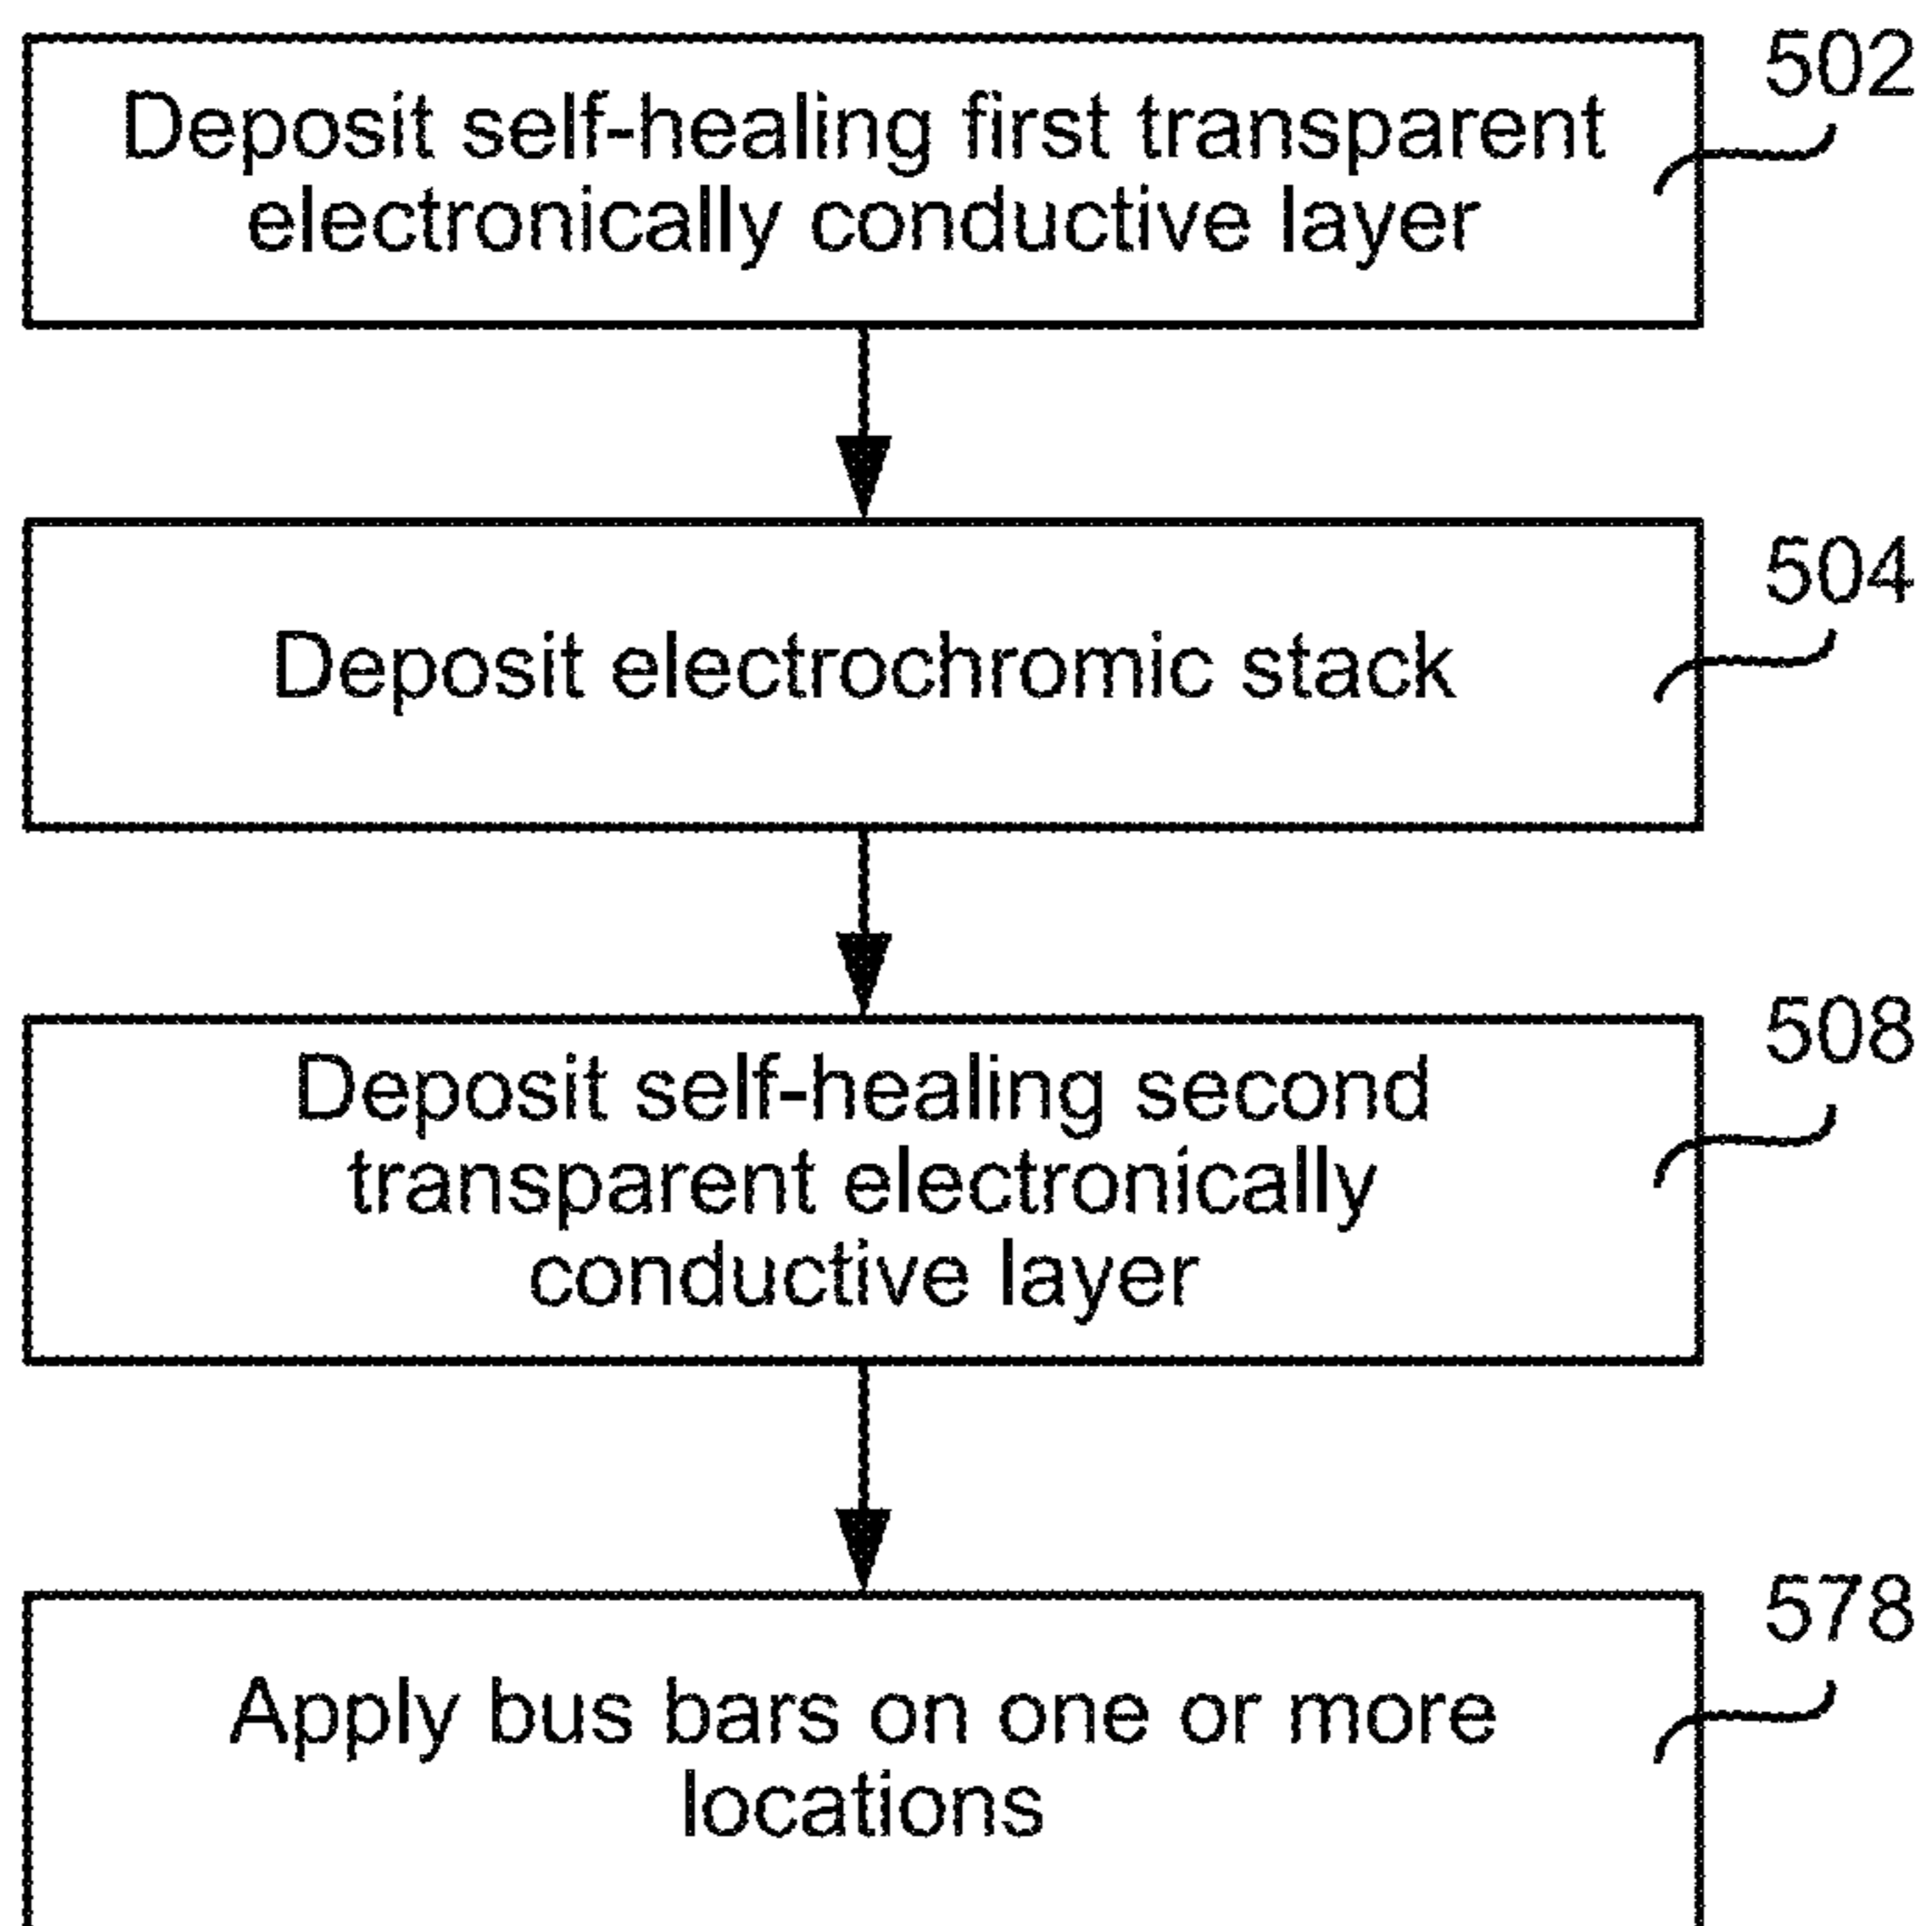 502
Deposit self-healing first transparent
electronically conductive layer
504
Deposit electrochromic stack
508
Deposit self-healing second
transparent electronically
conductive layer
578
Apply bus bars on one or more
locations